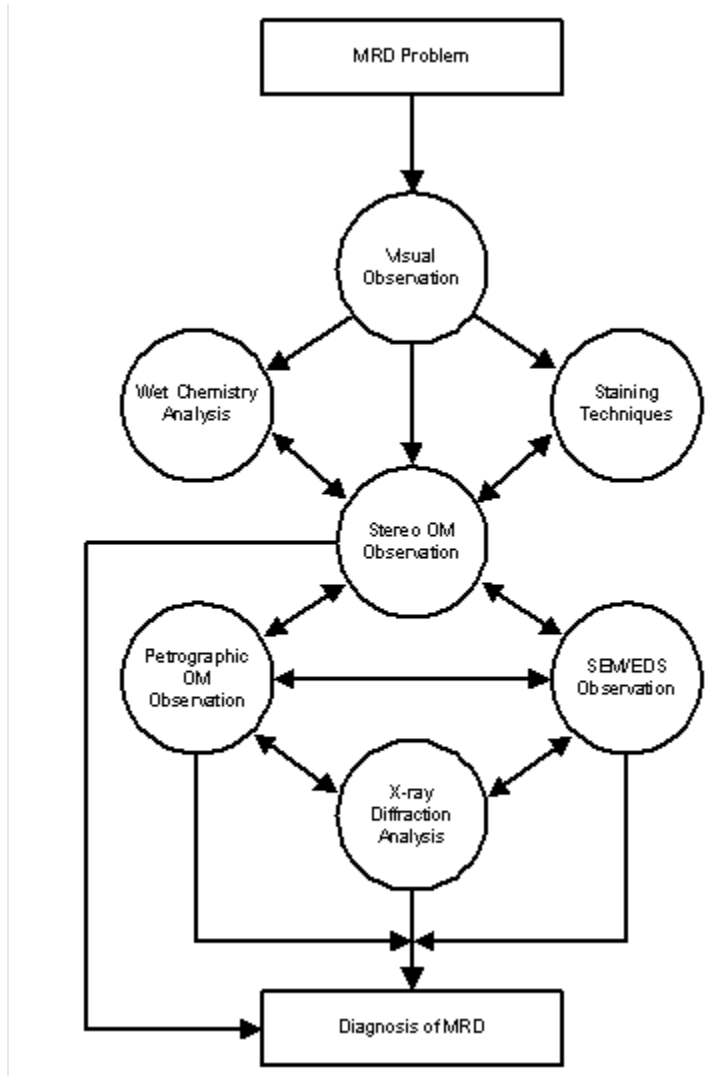 MRD Problem
Visual
Observation
Wet Chemistry
Analysis
Staining
Techniques
Stereo OM
Observation
Petrographic
OM
Observation
SEM/EDS
Observation
X-ray
Diffraction
Analysis
Diagnosis of MRD